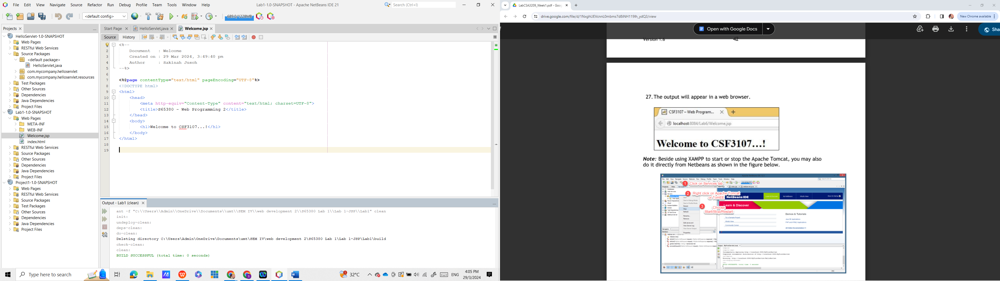 File Edit View Navigate Source Refactor Run Debug Profile Team Tools Window Help
Lab1-1.0-SNAPSHOT - Apache NetBeans IDE 21
Search (Ctrl+I)
<default config>
689.0/1228MB
Projects
HelloServlet-1.0-SNAPSHOT
Web Pages
RESTful Web Services
Source Packages
<default package>
HelloServlet.java
com.mycompany.helloservlet
com.mycompany.helloservlet.resources
Test Packages
Other Sources
Dependencies
Java Dependencies
Project Files
Lab1-1.0-SNAPSHOT
Web Pages
META-INF
WEB-INF
Welcome.jsp
index.html
RESTful Web Services
Source Packages
Other Sources
Dependencies
Java Dependencies
Project Files
Project1-1.0-SNAPSHOT
Web Pages
RESTful Web Services
Source Packages
Test Packages
Other Sources
Dependencies
Java Dependencies
Project Files
Start Page HelloServlet.java Welcome.jsp
Source History
<%--
2 Document : Welcome
3 Created on : 29 Mar 2024, 3:49:40 pm
4 Author : Sakinah Jusoh
5 --%>
6
7 <%@page contentType="text/html" pageEncoding="UTF-8"%>
8 <!DOCTYPE html>
9 <html>
10 <head>
11 <meta http-equiv="Content-Type" content="text/html; charset=UTF-8">
12 <title>S65380 - Web Programming 2</title>
13 </head>
14 <body>
15 <h1>Welcome to CSF3107...!</h1>
16 </body>
17 </html>
18
19
Output - Lab1 (clean)
ant -f "C:\\Users\\Admin\\OneDrive\\Documents\\umt\\SEM IV\\web development 2\\S65380 Lab 1\\Lab 1-JSP\\Lab1" clean
init:
undeploy-clean:
deps-clean:
do-clean:
Deleting directory C:\Users\Admin\OneDrive\Documents\umt\SEM IV\web development 2\S65380 Lab 1\Lab 1-JSP\Lab1\build
check-clean:
clean:
BUILD SUCCESSFUL (total time: 0 seconds)
Type here to search
32°C
ENG
4:05 PM
29/3/2024
LabCSA3209_Week1.pdf - Goo
drive.google.com/file/d/1NxghUEVcnnL0mbms7d8iNH119Ih_ydQ3/view
New Chrome available
Open with Google Docs
Sha
Version 1.6 42
27. The output will appear in a web browser.
CSF3107 – Web Program...
localhost:8084/Lab6/Welcome.jsp
Welcome to CSF3107...!
Note: Beside using XAMPP to start or stop the Apache Tomcat, you may also
do it directly from Netbeans as shown in the figure below.
1 Click on Services tab
2 Right click on Apache Tomcat
or TomEE
3 Choose
Start/Stop/Restart
NetBeans IDE
Learn & Discover
My NetBeans
What's New
Learn & Discover
Demos & Tutorials